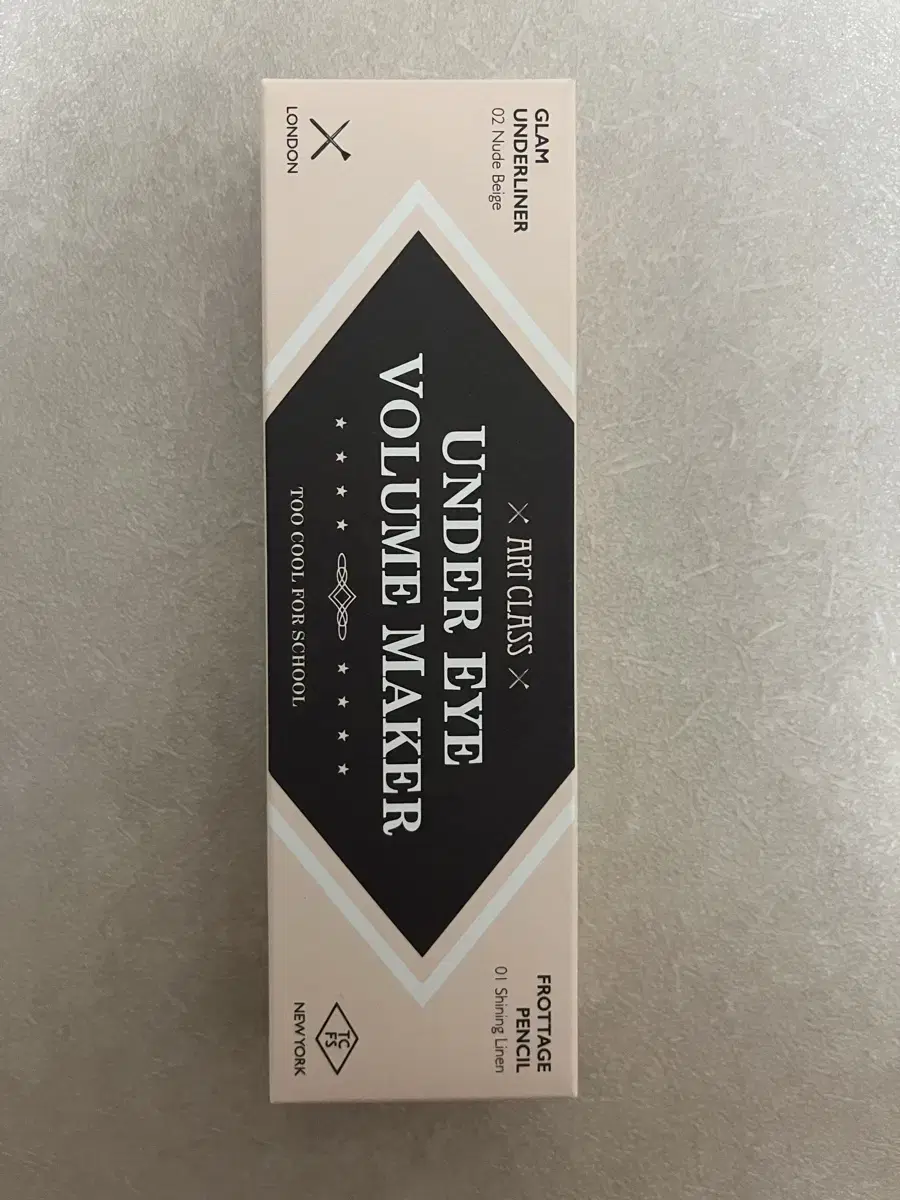 GLAM
UNDERLINER
02 Nude Beige
FROTTAGE
PENCIL
01 Shining Linen
ART CLASS
UNDER EYE
VOLUME MAKER
TOO COOL FOR SCHOOL
LONDON
TC
FS
NEW YORK